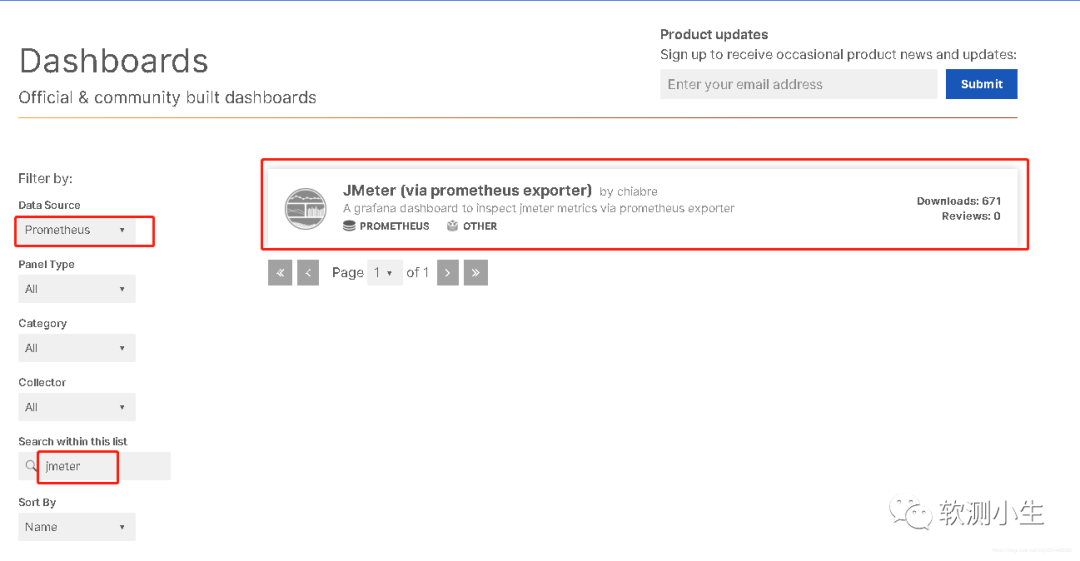 Dashboards
Official & community built dashboards
Product updates
Sign up to receive occasional product news and updates:
Enter your email address
Submit
Filter by:
Data Source
Prometheus
Panel Type
All
Category
All
Collector
All
Search within this list
jmeter
Sort By
Name
JMeter (via prometheus exporter) by chiabre
A grafana dashboard to inspect jmeter metrics via prometheus exporter
PROMETHEUS OTHER
Downloads: 671
Reviews: 0
« ‹ Page 1 of 1 › »
软测小生